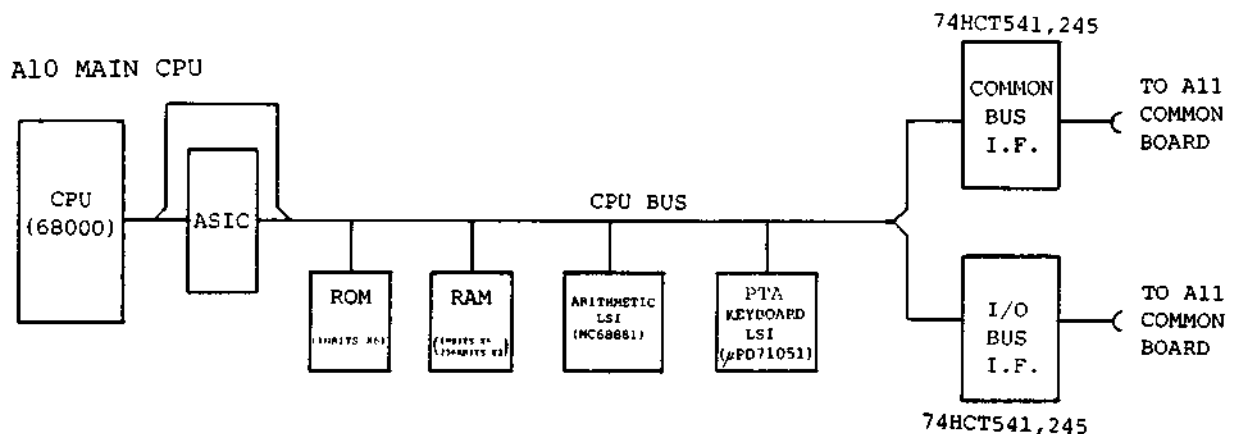 74HCT541,245
A10 MAIN CPU
COMMON
BUS
I.F.
TO A11
COMMON
BOARD
CPU
(68000)
ASIC
CPU BUS
ROM
RAM
ARITHMETIC
LSI
(MC68881)
PTA
KEYBOARD
LSI
(μPD71051)
I/O
BUS
I.F.
TO A11
COMMON
BOARD
74HCT541,245